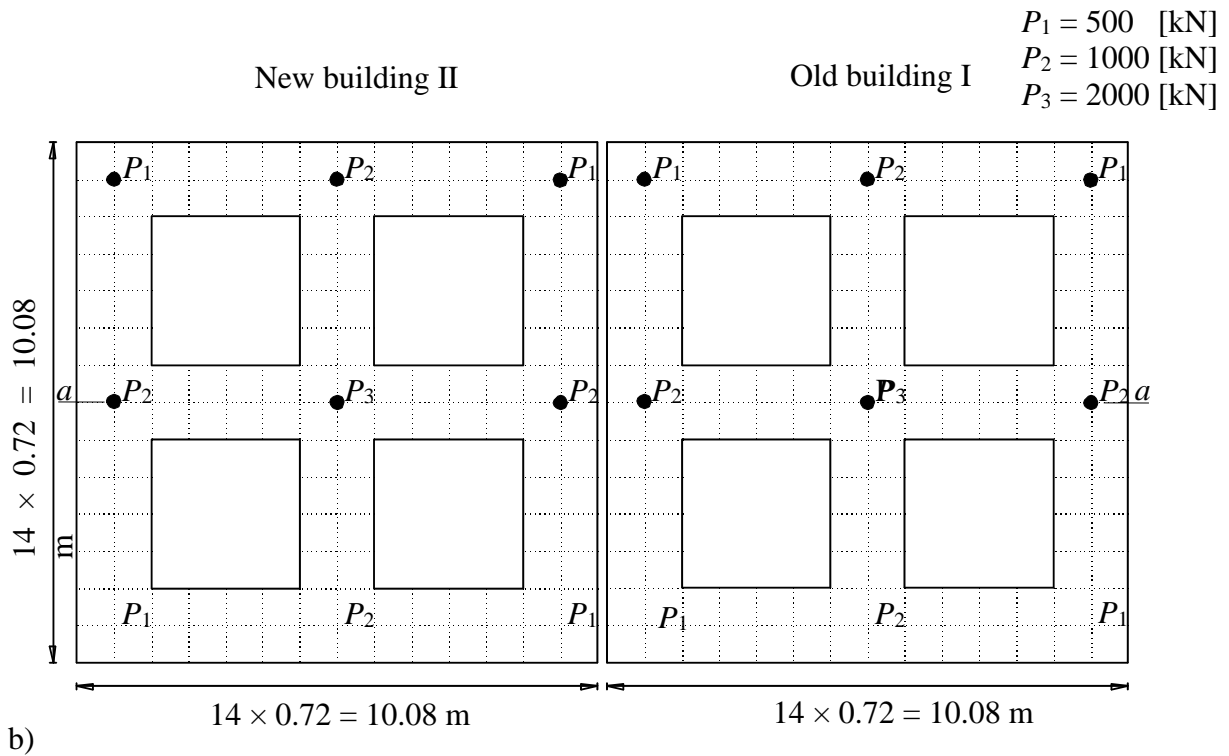 P1 = 500 [kN]
P2 = 1000 [kN]
P3 = 2000 [kN]
New building II
Old building I
P1 P2 P1 P1 P2 P1
14 × 0.72 = 10.08 m
a P2 P3 P2 P2 P3 P2 a
P1 P2 P1 P1 P2 P1
14 × 0.72 = 10.08 m
14 × 0.72 = 10.08 m
b)